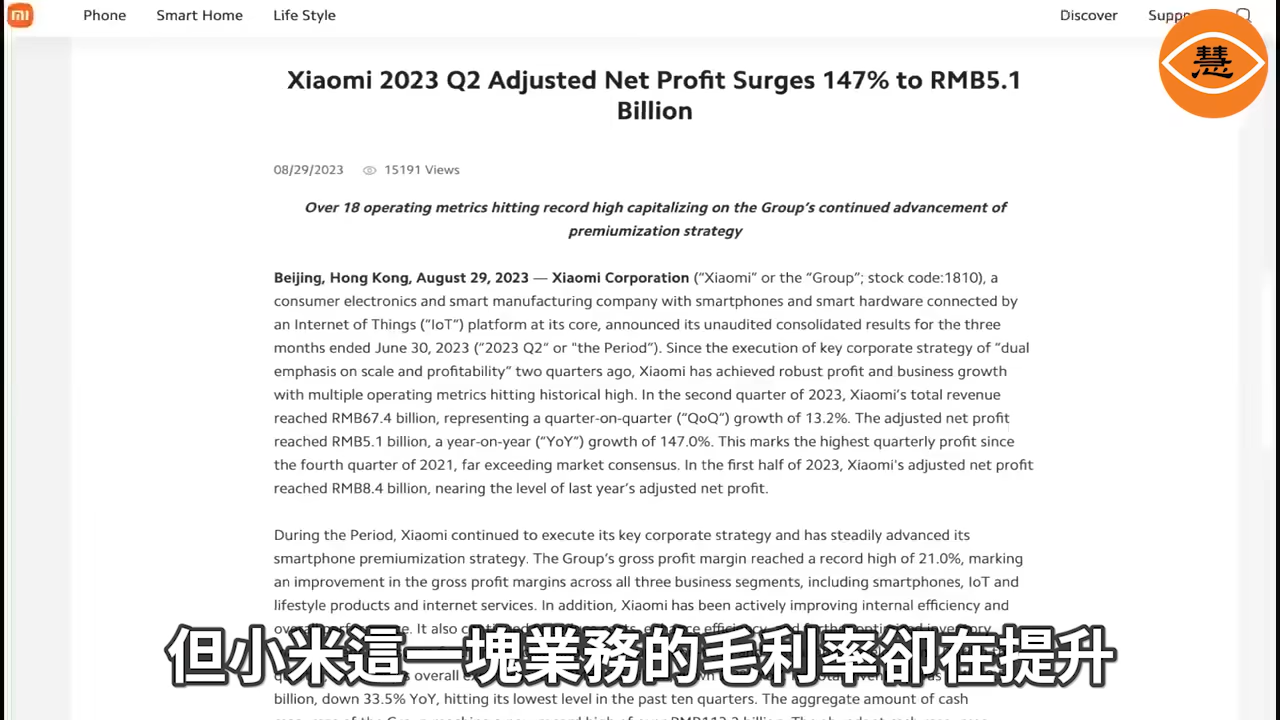 mi
Phone Smart Home Life Style Discover
慧
Xiaomi 2023 Q2 Adjusted Net Profit Surges 147% to RMB5.1
Billion
08/29/2023 15191 Views
Over 18 operating metrics hitting record high capitalizing on the Group's continued advancement of
premiumization strategy
Beijing, Hong Kong, August 29, 2023 — Xiaomi Corporation (“Xiaomi” or the “Group”; stock code:1810), a
consumer electronics and smart manufacturing company with smartphones and smart hardware connected by
an Internet of Things (“IoT”) platform at its core, announced its unaudited consolidated results for the three
months ended June 30, 2023 (“2023 Q2” or "the Period”). Since the execution of key corporate strategy of “dual
emphasis on scale and profitability” two quarters ago, Xiaomi has achieved robust profit and business growth
with multiple operating metrics hitting historical high. In the second quarter of 2023, Xiaomi’s total revenue
reached RMB67.4 billion, representing a quarter-on-quarter (“QoQ”) growth of 13.2%. The adjusted net profit
reached RMB5.1 billion, a year-on-year (“YoY”) growth of 147.0%. This marks the highest quarterly profit since
the fourth quarter of 2021, far exceeding market consensus. In the first half of 2023, Xiaomi's adjusted net profit
reached RMB8.4 billion, nearing the level of last year’s adjusted net profit.
During the Period, Xiaomi continued to execute its key corporate strategy and has steadily advanced its
smartphone premiumization strategy. The Group’s gross profit margin reached a record high of 21.0%, marking
an improvement in the gross profit margins across all three business segments, including smartphones, IoT and
lifestyle products and internet services. In addition, Xiaomi has been actively improving internal efficiency and
但小米這一塊業務的毛利率卻在提升
billion, down 33.5% YoY, hitting its lowest level in the past ten quarters. The aggregate amount of cash